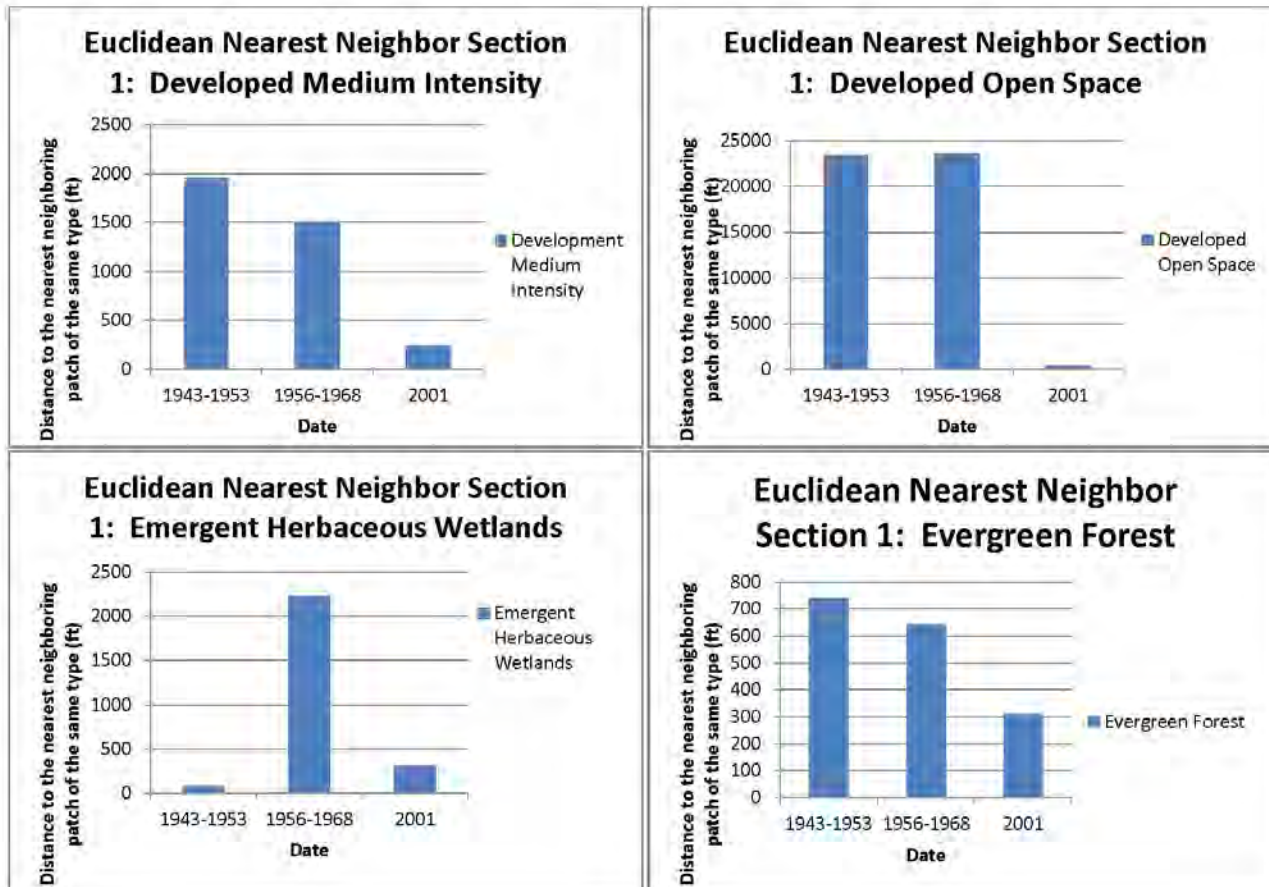 Euclidean Nearest Neighbor Section
1: Developed Medium Intensity
Distance to the nearest neighboring
patch of the same type (ft)
2500
2000
1500
1000
500
0
1943-1953
1956-1968
2001
Date
Development
Medium
Intensity
Euclidean Nearest Neighbor Section
1: Developed Open Space
Distance to the nearest neighboring
patch of the same type (ft)
25000
20000
15000
10000
5000
0
1943-1953
1956-1968
2001
Date
Developed
Open Space
Euclidean Nearest Neighbor Section
1: Emergent Herbaceous Wetlands
Distance to the nearest neighboring
patch of the same type (ft)
2500
2000
1500
1000
500
0
1943-1953
1956-1968
2001
Date
Emergent
Herbaceous
Wetlands
Euclidean Nearest Neighbor
Section 1: Evergreen Forest
Distance to the nearest neighboring
patch of the same type (ft)
800
700
600
500
400
300
200
100
0
1943-1953
1956-1968
2001
Date
Evergreen Forest